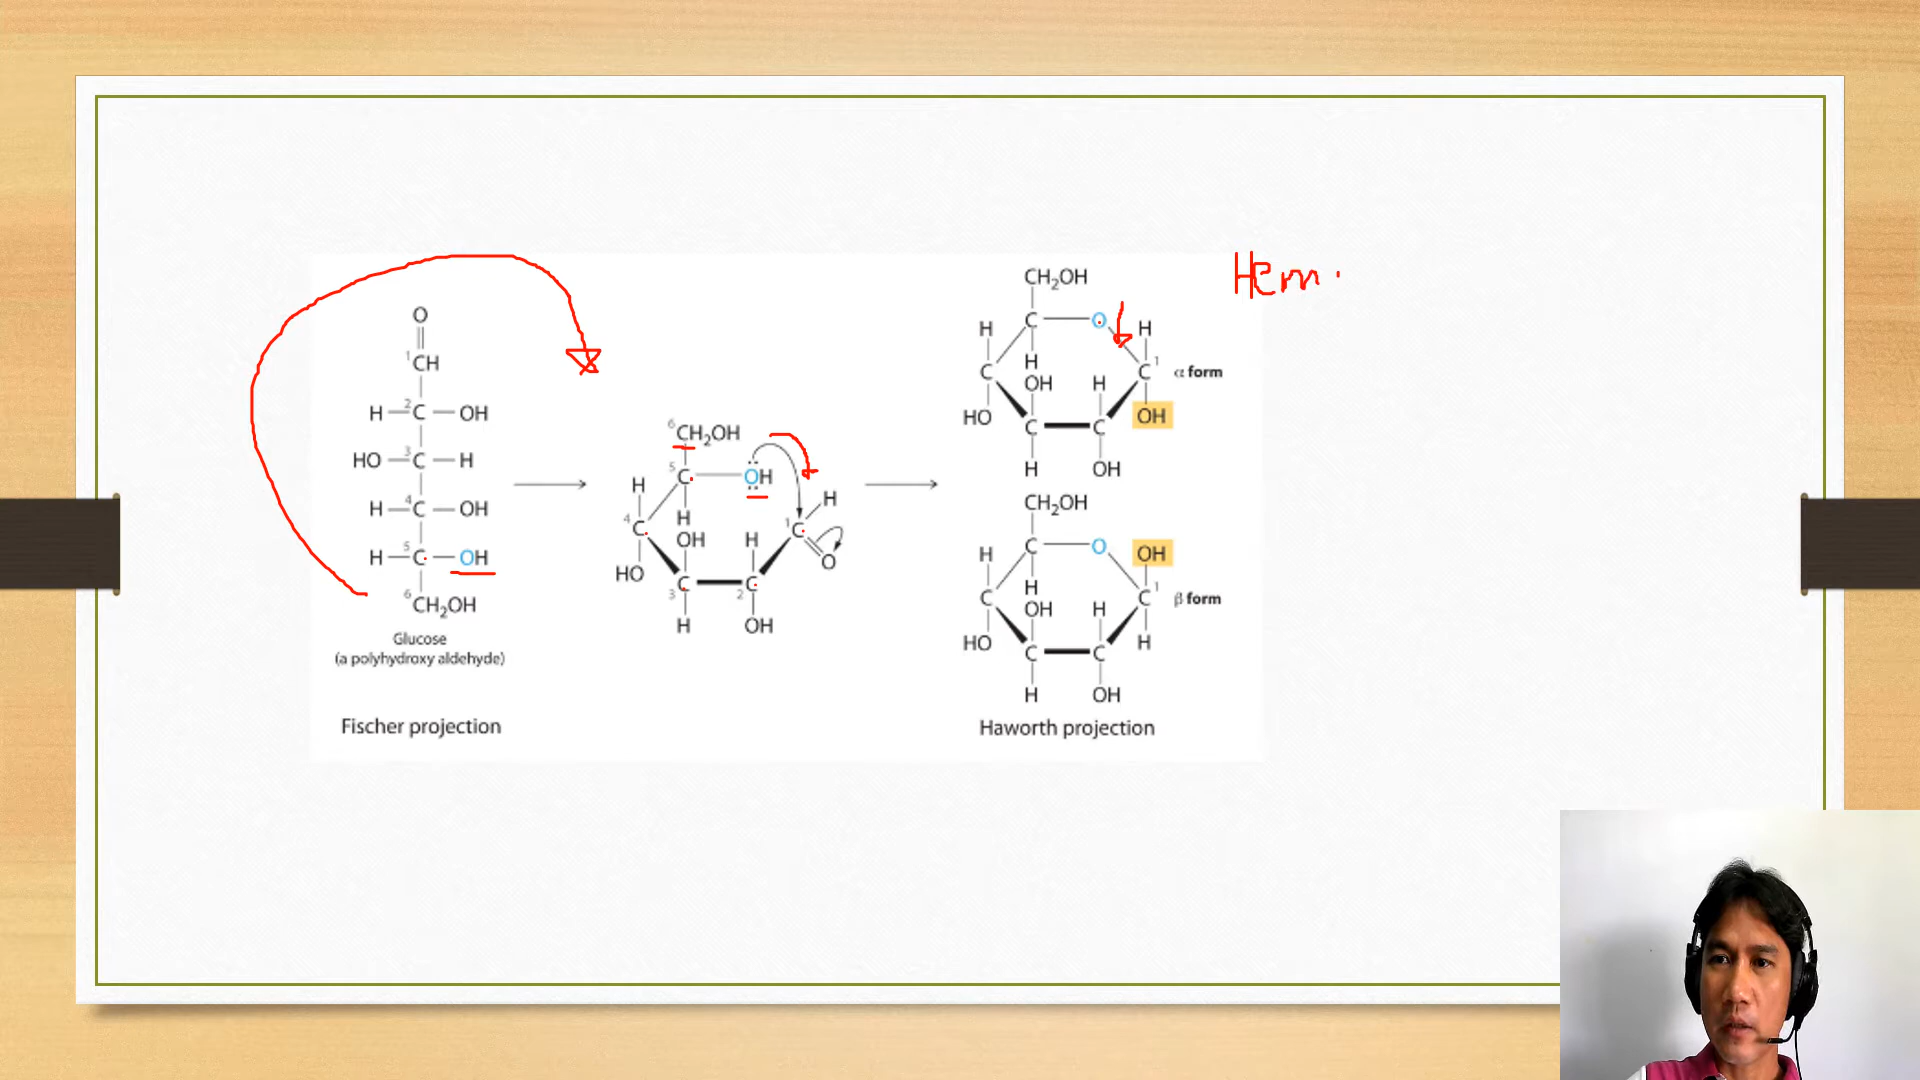 O
1CH
H—2C—OH
HO—3C—H
H—4C—OH
H—5C—OH
6CH2OH
Glucose
(a polyhydroxy aldehyde)
Fischer projection
6CH2OH
5C OH
H H
4C H 1C
OH H
HO O
3C 2C
H OH
CH2OH
H C O H
H
C C1 α form
OH H
HO OH
C C
H OH
CH2OH
H C O OH
H
C C1 β form
OH H
HO H
C C
H OH
Haworth projection
Hem